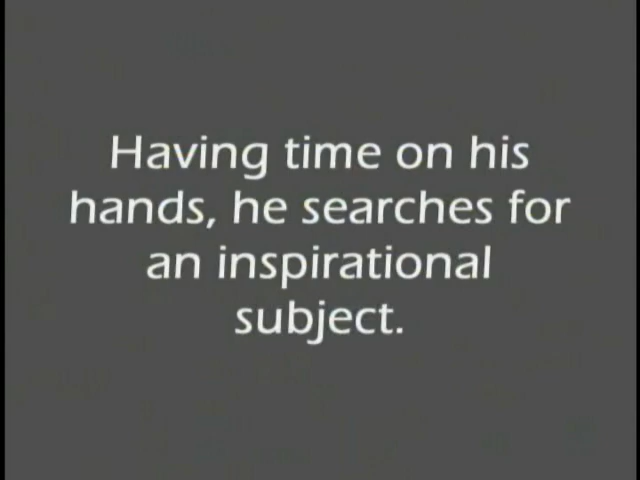 Having time on his
hands, he searches for
an inspirational
subject.